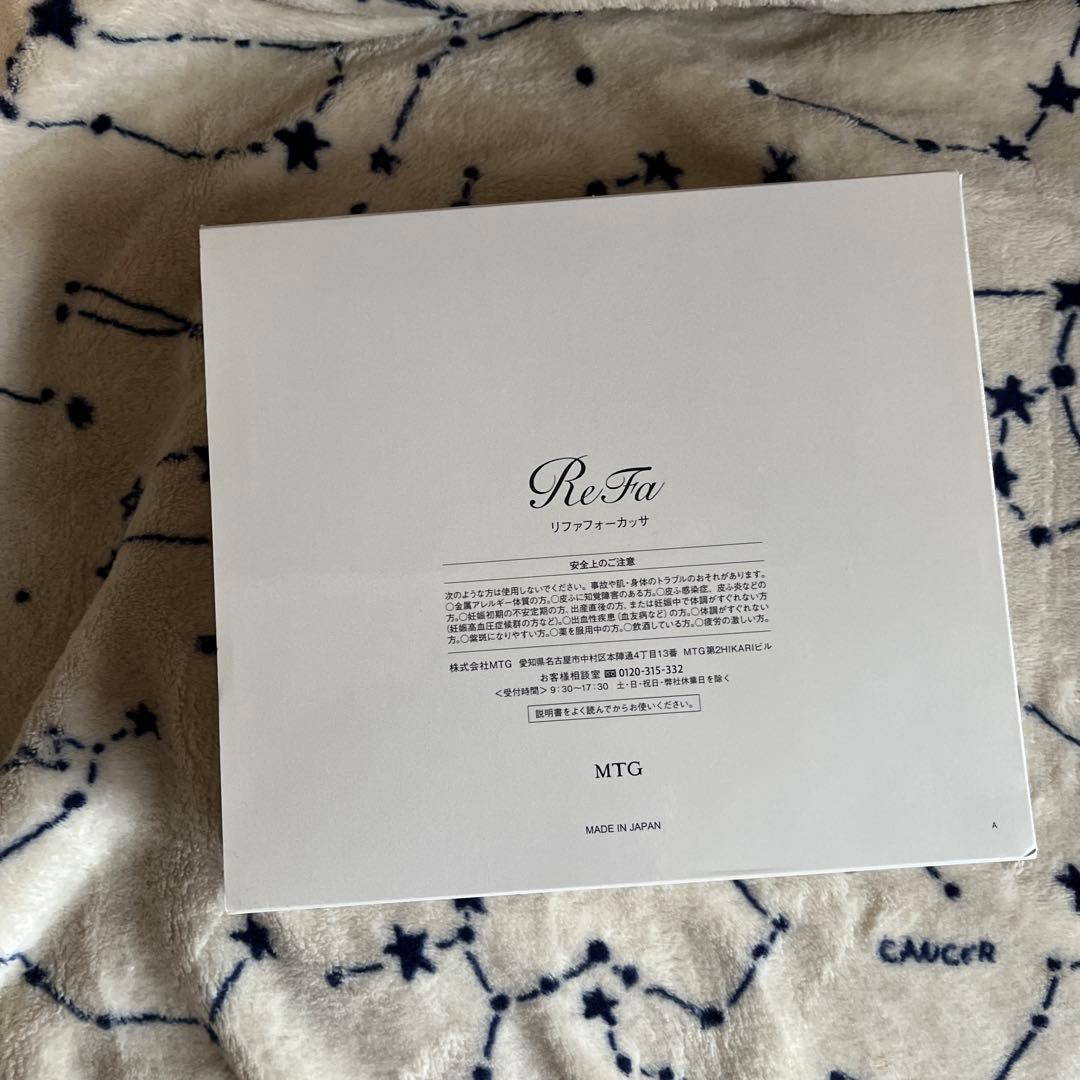 ReFa
リファフォーカッサ
安全上のご注意
次のような方は使用しないでください。事故や肌・身体のトラブルのおそれがあります。
○金属アレルギー体質の方。○皮ふに知覚障害のある方。○皮ふ感染症、皮ふ炎などの
方。○妊娠初期の不安定期の方、出産直後の方、または妊娠中で体調がすぐれない方
(妊娠高血圧症候群の方など)。○出血性疾患(血友病など)の方。○体調がすぐれない
方。○紫斑になりやすい方。○薬を服用中の方。○飲酒している方。○疲労の激しい方。
株式会社MTG 愛知県名古屋市中村区本陣通4丁目13番 MTG第2HIKARIビル
お客様相談室 0120-315-332
<受付時間> 9:30~17:30 土・日・祝日・弊社休業日を除く
説明書をよく読んでからお使いください。
MTG
MADE IN JAPAN
A
CANCER